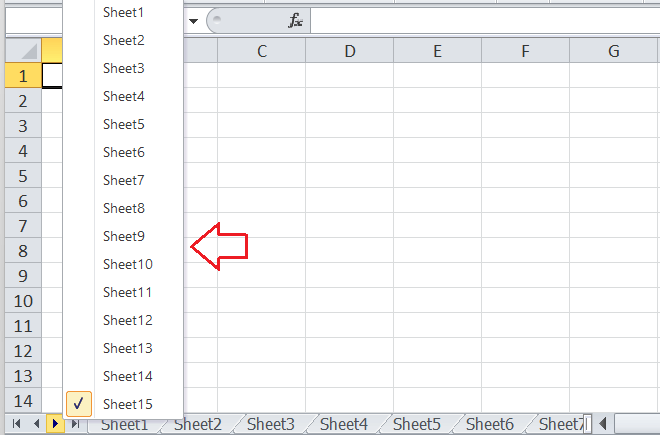 Sheet1
Sheet2
Sheet3
Sheet4
Sheet5
Sheet6
Sheet7
Sheet8
Sheet9
Sheet10
Sheet11
Sheet12
Sheet13
Sheet14
✓ Sheet15
fx
C D E F G
1
2
3
4
5
6
7
8
9
10
11
12
13
14
Sheet1 Sheet2 Sheet3 Sheet4 Sheet5 Sheet6 Sheet7